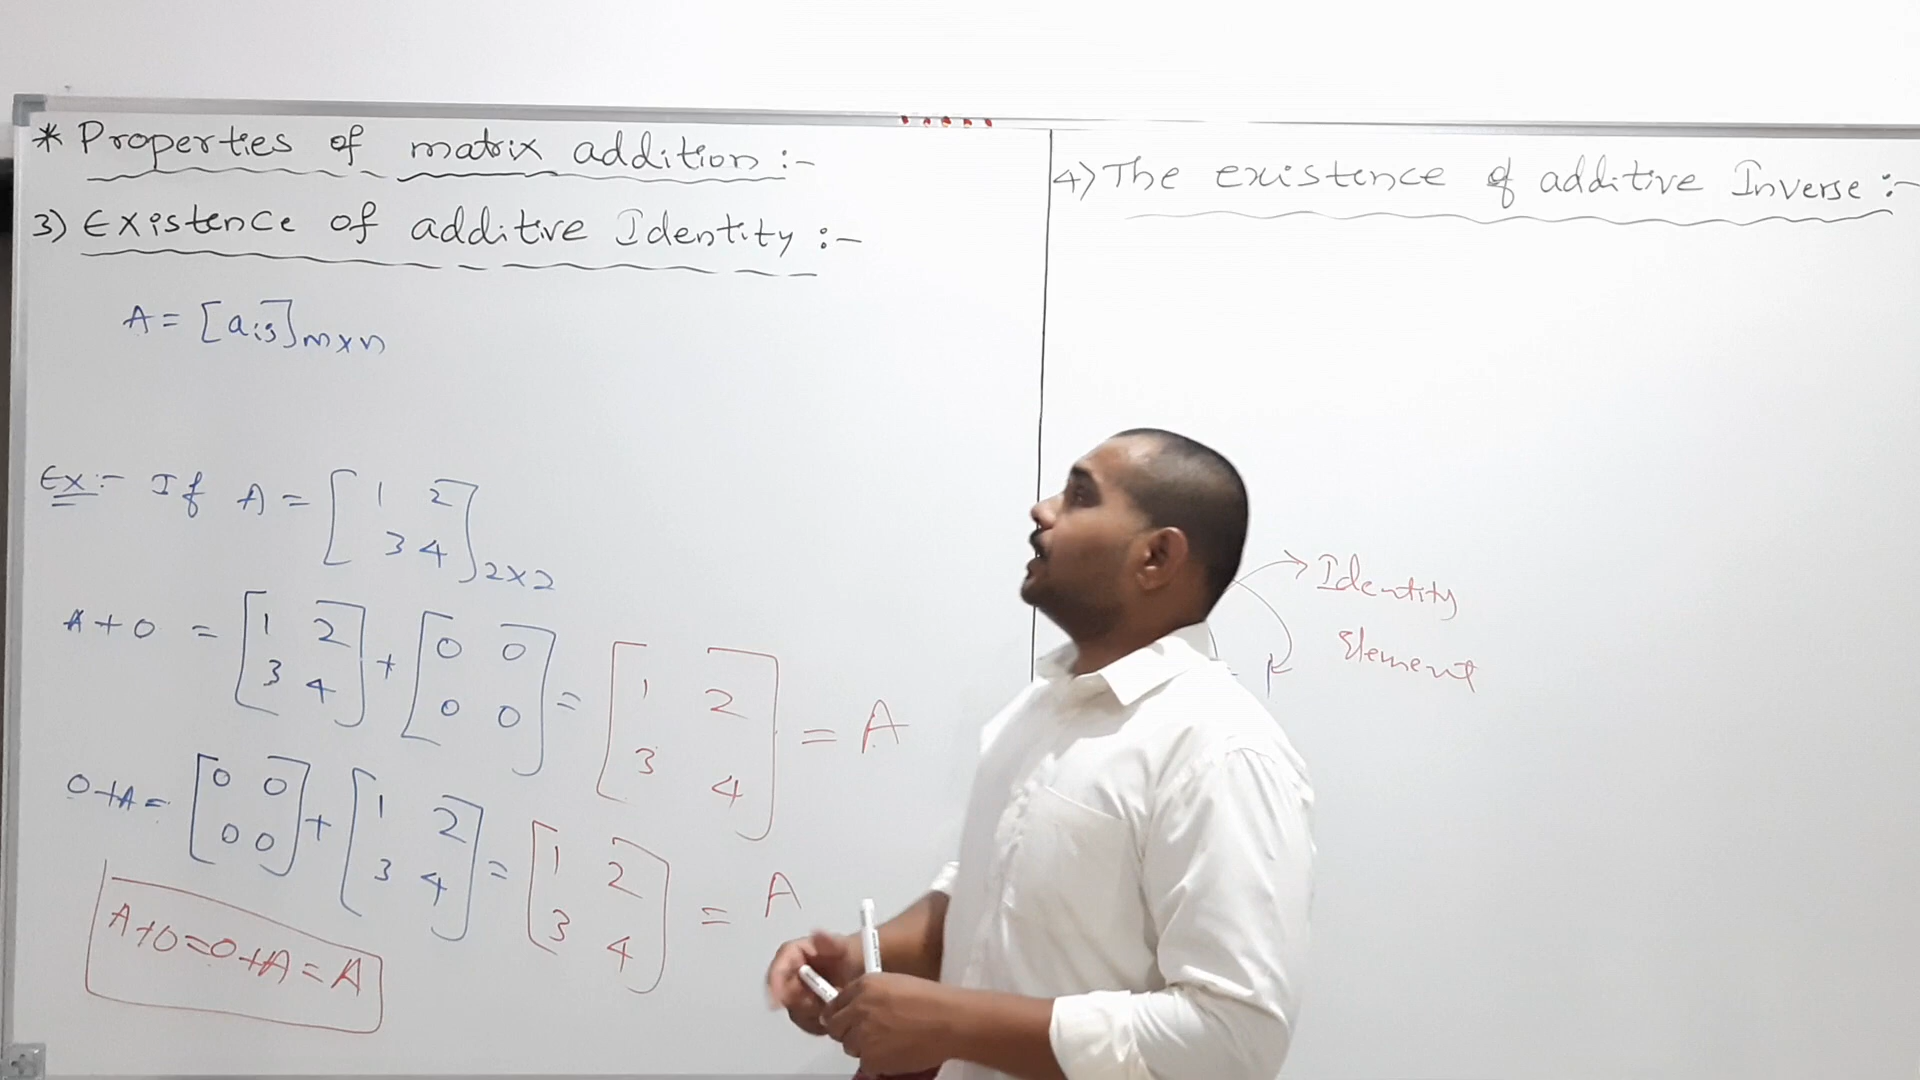 * Properties of matrix addition :-
3) Existence of additive Identity :-
A = [aij]m×n
Ex:- If A = [1 2
3 4]2×2
A+0 = [1 2
3 4] + [0 0
0 0] = [1 2
3 4] = A
0+A = [0 0
0 0] + [1 2
3 4] = [1 2
3 4] = A
A+0=0+A=A
4) The existence of additive Inverse :-
Identity
Element